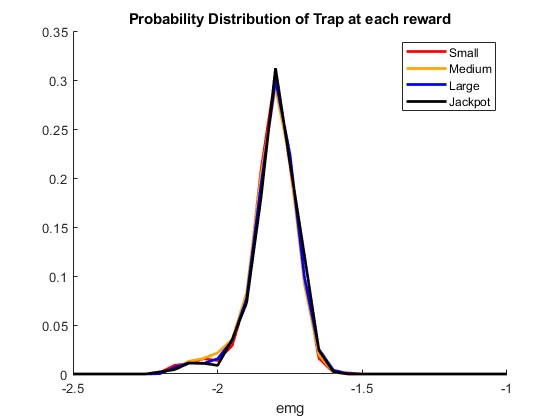 Probability Distribution of Trap at each reward
0.35
0.3
0.25
0.2
0.15
0.1
0.05
0
-2.5 -2 -1.5 -1
emg
Small
Medium
Large
Jackpot